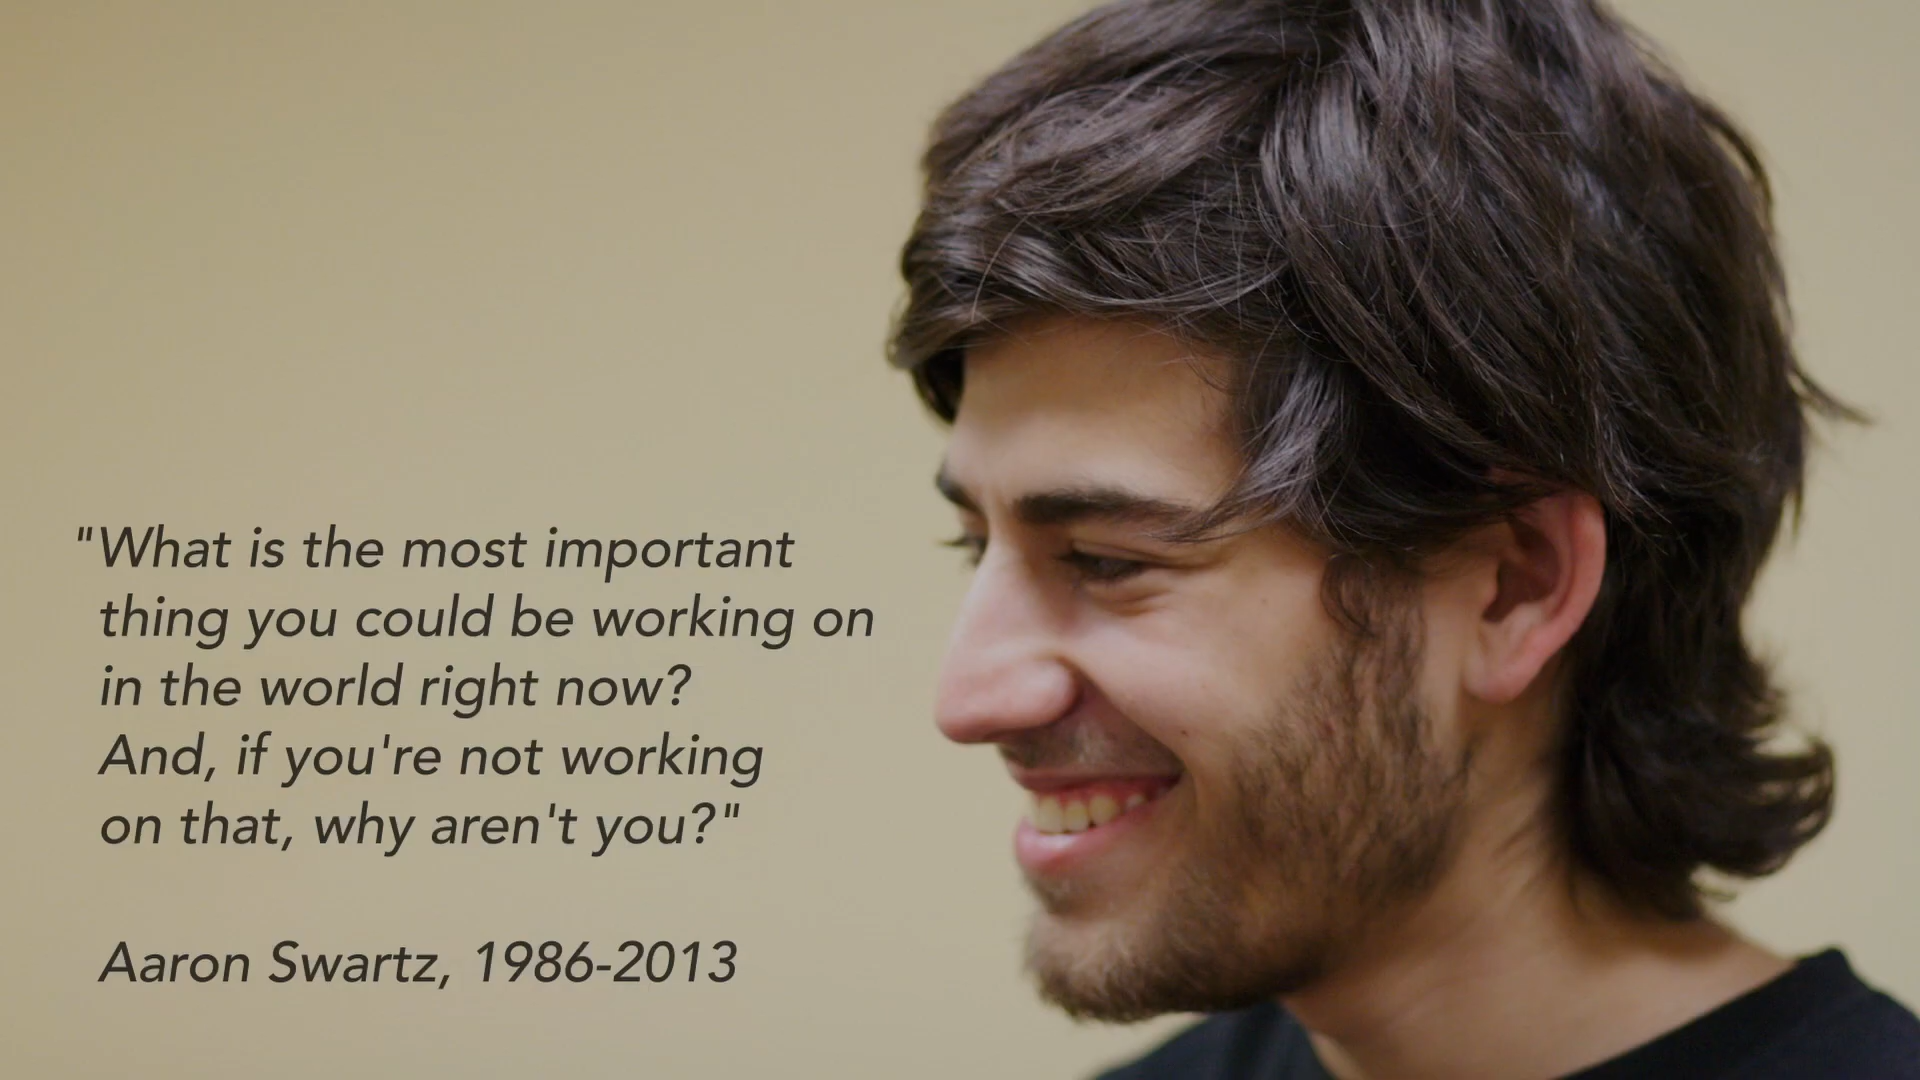 "What is the most important
thing you could be working on
in the world right now?
And, if you're not working
on that, why aren't you?"
Aaron Swartz, 1986-2013